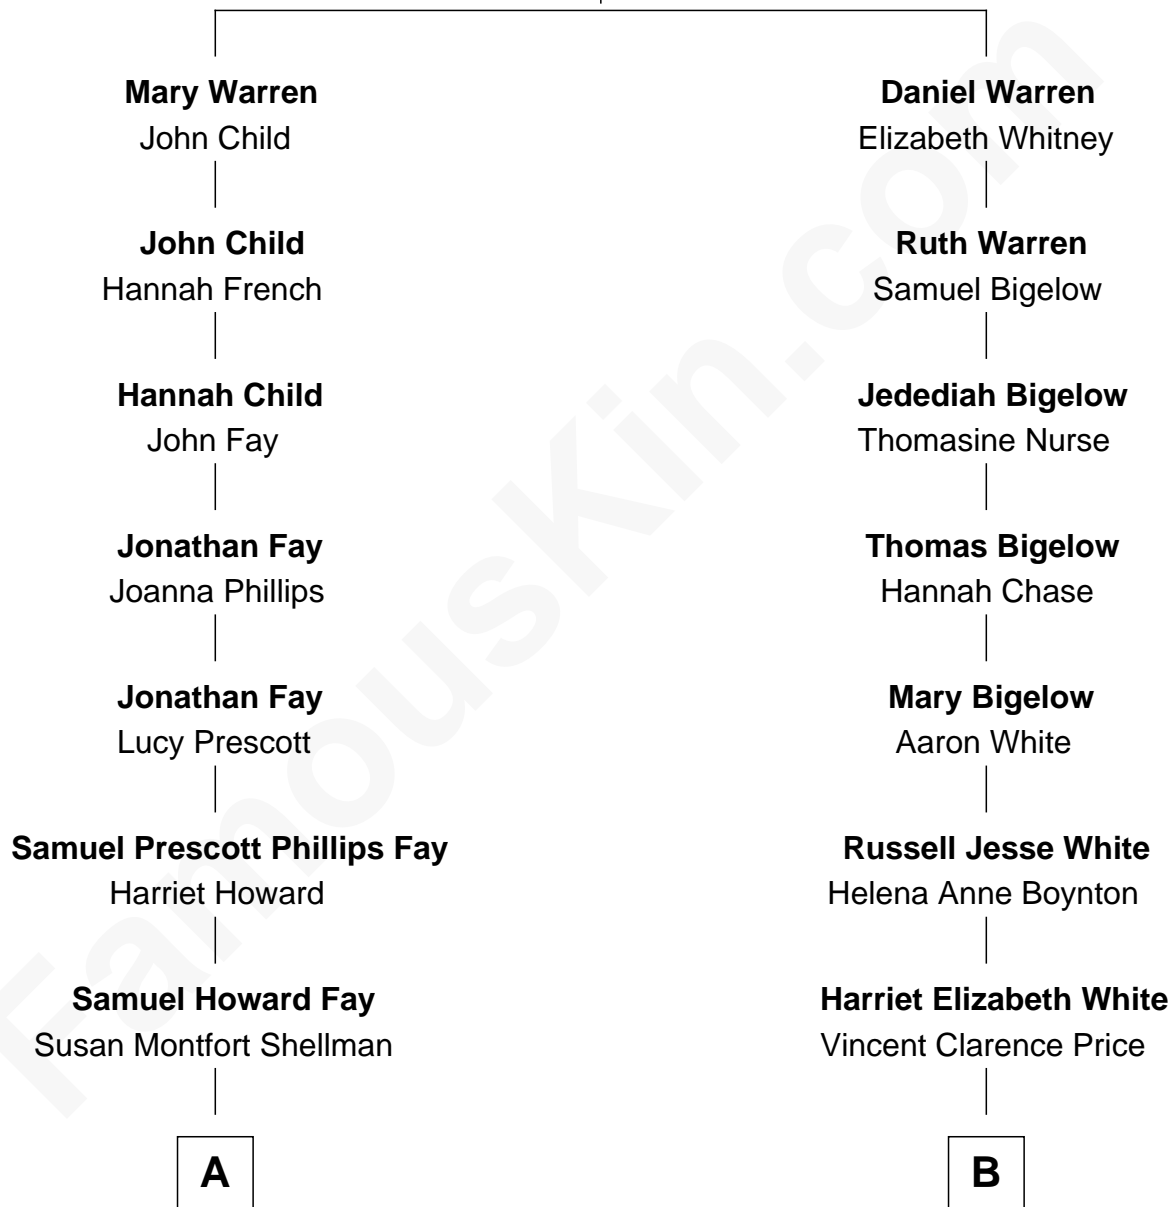 Mary Warren
John Child
Daniel Warren
Elizabeth Whitney
John Child
Hannah French
Ruth Warren
Samuel Bigelow
Hannah Child
John Fay
Jedediah Bigelow
Thomasine Nurse
Jonathan Fay
Joanna Phillips
Thomas Bigelow
Hannah Chase
Jonathan Fay
Lucy Prescott
Mary Bigelow
Aaron White
Samuel Prescott Phillips Fay
Harriet Howard
Russell Jesse White
Helena Anne Boynton
Samuel Howard Fay
Susan Montfort Shellman
Harriet Elizabeth White
Vincent Clarence Price
A
B
FamousKin.com